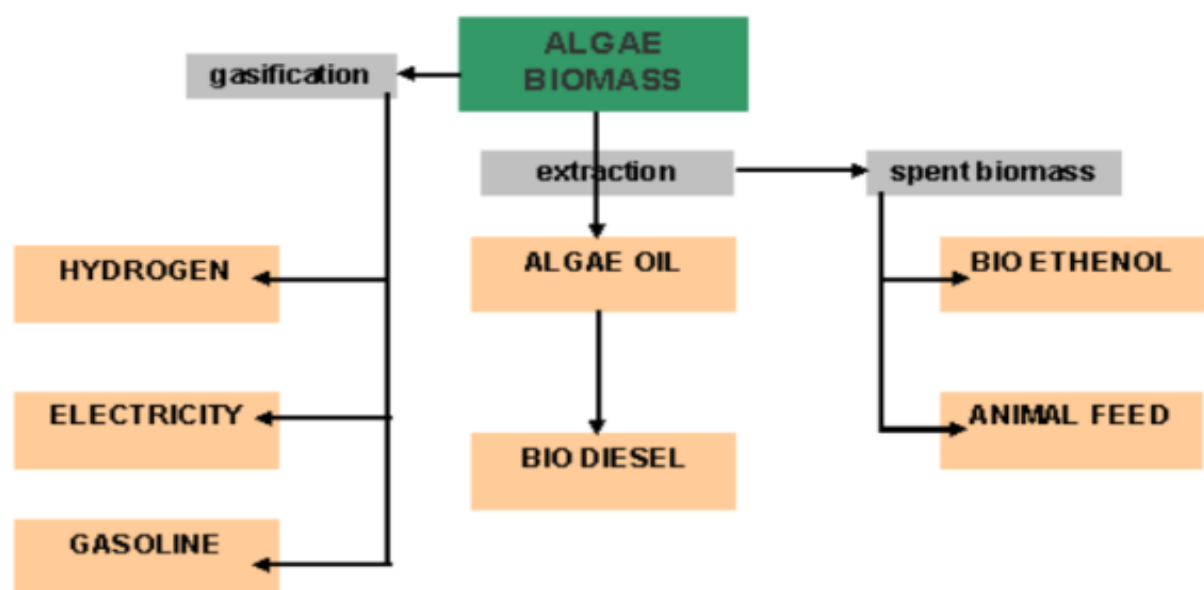 ALGAE
BIOMASS
gasification
extraction
spent biomass
HYDROGEN
ALGAE OIL
BIO ETHENOL
ELECTRICITY
ANIMAL FEED
BIO DIESEL
GASOLINE